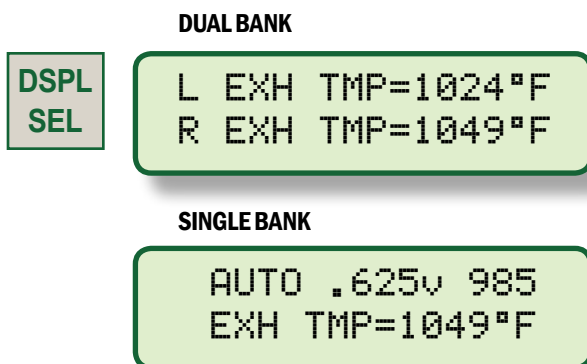 DUAL BANK
DSPL
SEL
L EXH TMP=1024°F
R EXH TMP=1049°F
SINGLE BANK
AUTO .625v 985
EXH TMP=1049°F